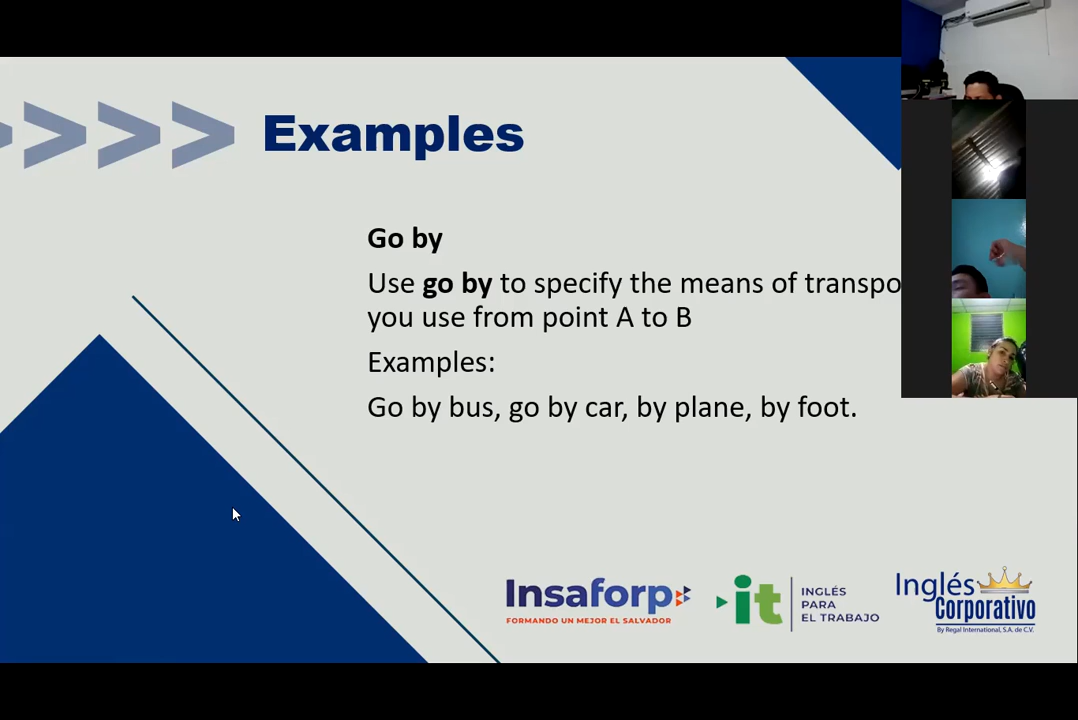 >>>> Examples
Go by
Use go by to specify the means of transpo
you use from point A to B
Examples:
Go by bus, go by car, by plane, by foot.
Insaforp
FORMANDO UN MEJOR EL SALVADOR
it
INGLÉS
PARA
EL TRABAJO
Inglés
Corporativo
By Regal International, S.A. de C.V.